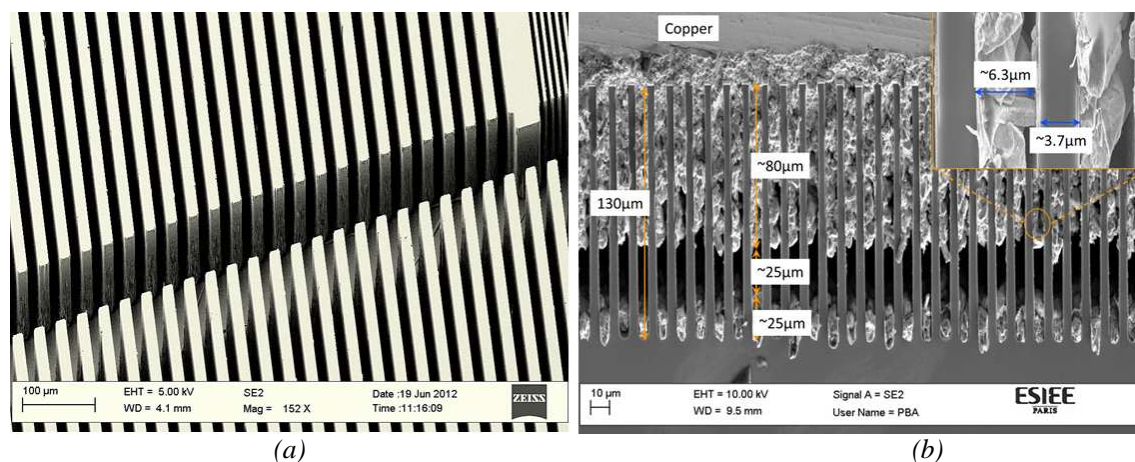 Copper
~6.3µm
~3.7µm
~80µm
130µm
~25µm
~25µm
100 µm
EHT = 5.00 kV
SE2
Date :19 Jun 2012
WD = 4.1 mm
Mag = 152 X
Time :11:16:09
ZEISS
10 µm
EHT = 10.00 kV
Signal A = SE2
WD = 9.5 mm
User Name = PBA
ESIEE
PARIS
(a)
(b)